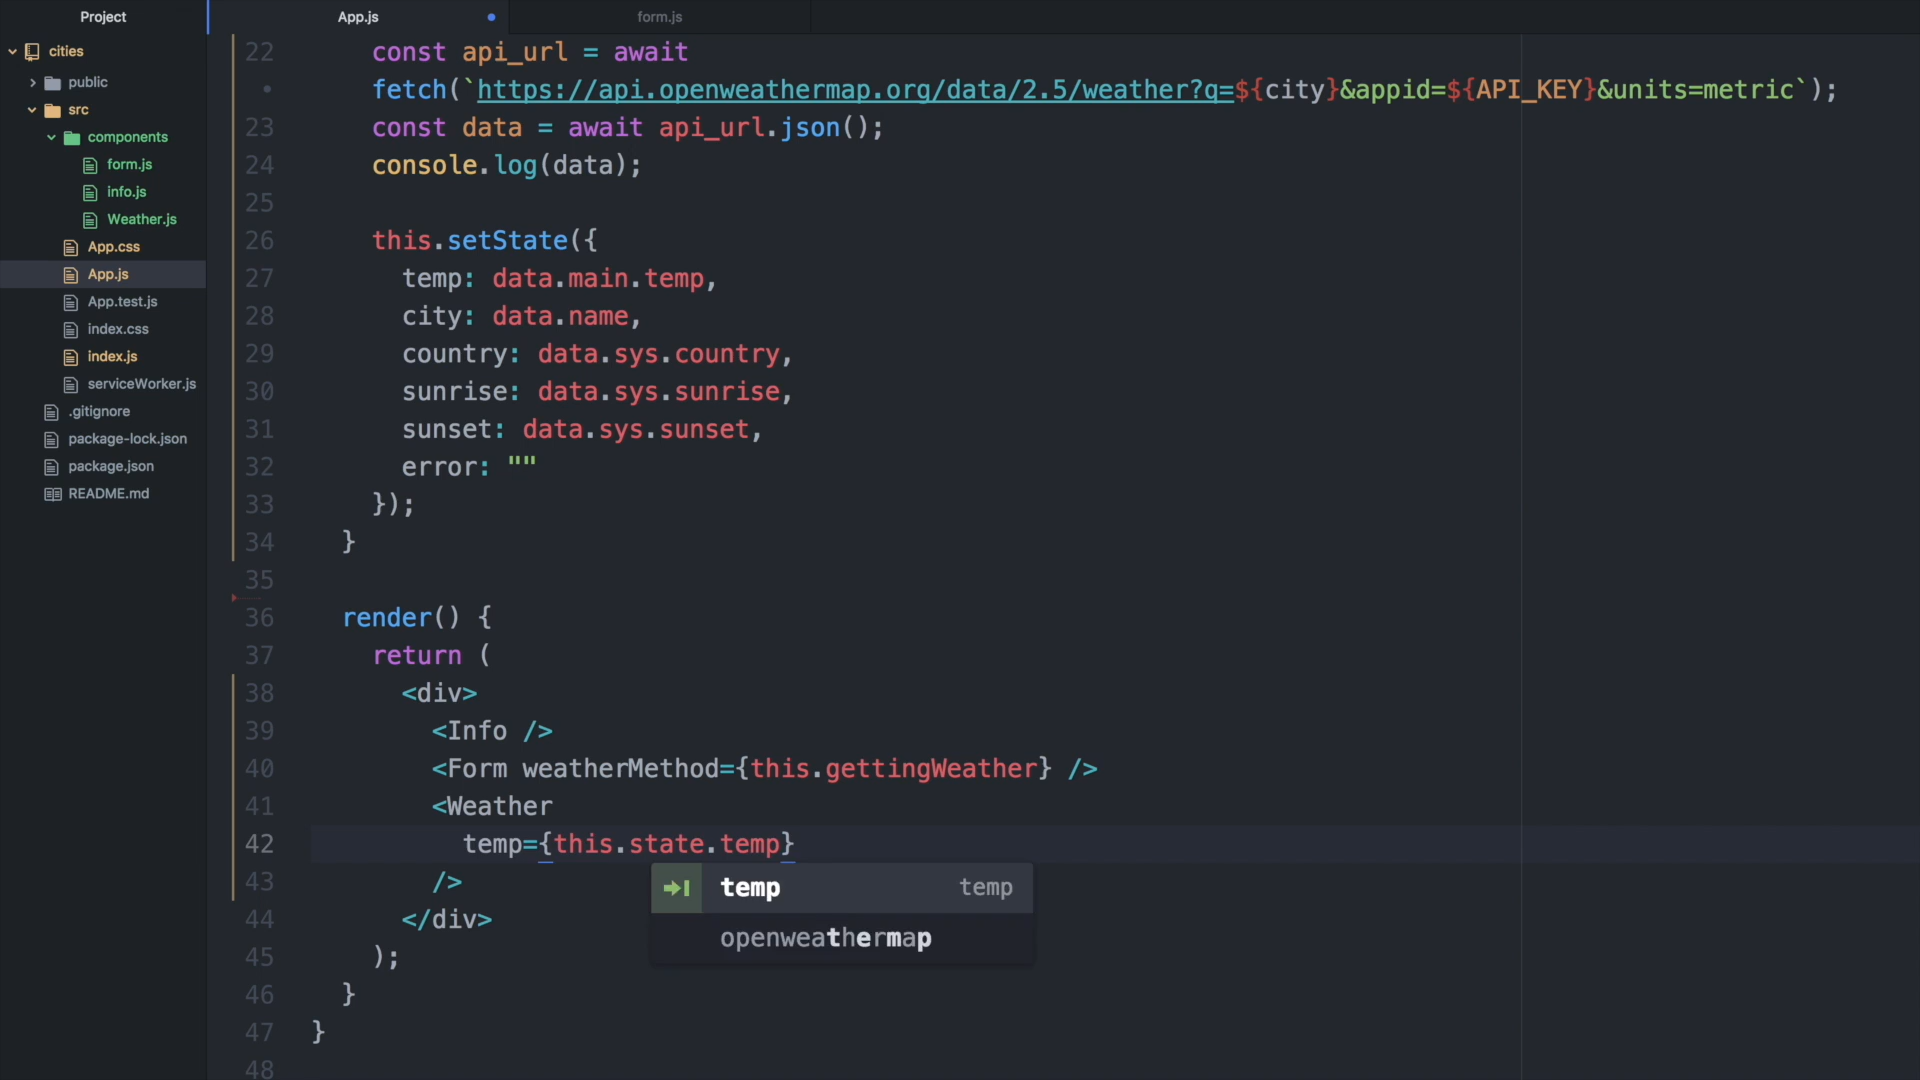 Project
App.js
form.js
cities
public
src
components
form.js
info.js
Weather.js
App.css
App.js
App.test.js
index.css
index.js
serviceWorker.js
.gitignore
package-lock.json
package.json
README.md
22 const api_url = await
• fetch(`https://api.openweathermap.org/data/2.5/weather?q=${city}&appid=${API_KEY}&units=metric`);
23 const data = await api_url.json();
24 console.log(data);
25
26 this.setState({
27 temp: data.main.temp,
28 city: data.name,
29 country: data.sys.country,
30 sunrise: data.sys.sunrise,
31 sunset: data.sys.sunset,
32 error: ""
33 });
34 }
35
36 render() {
37 return (
38 <div>
39 <Info />
40 <Form weatherMethod={this.gettingWeather} />
41 <Weather
42 temp={this.state.temp}
43 />
temp temp
44 </div>
openweathermap
45 );
46 }
47 }
48